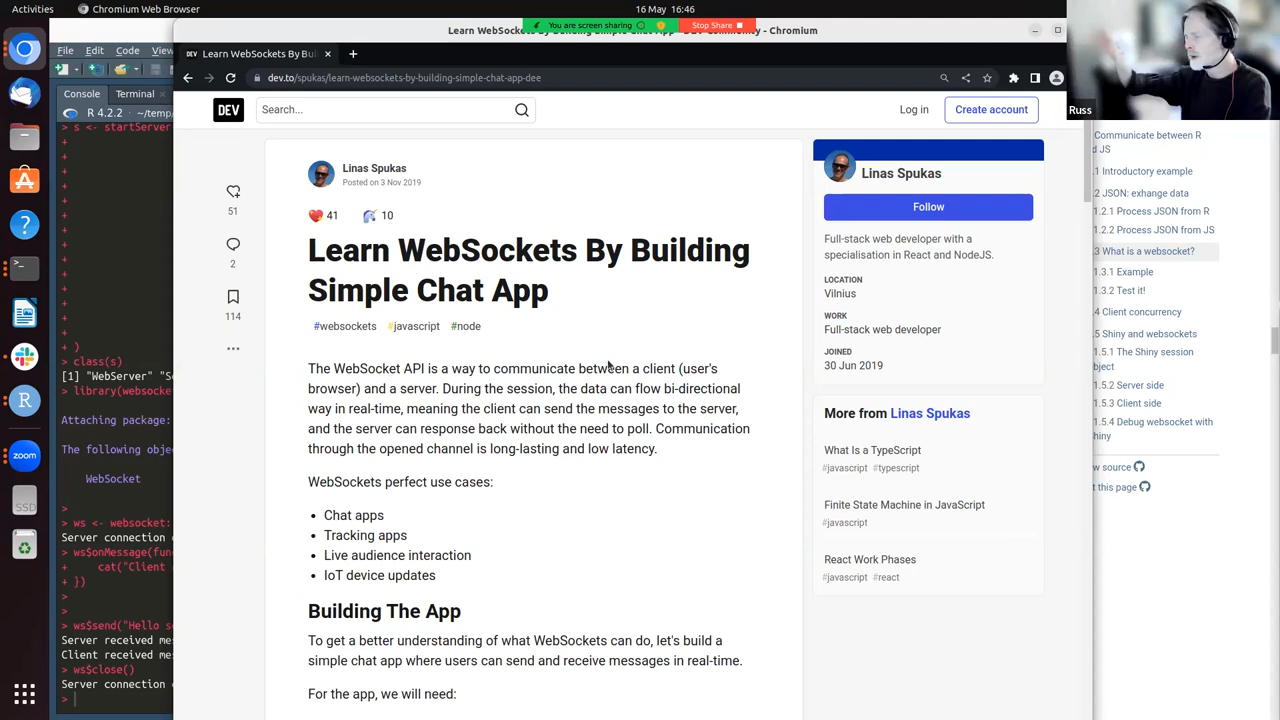 Activities
Chromium Web Browser
16 May 16:46
You are screen sharing
Stop Share
Learn WebSockets By Building Simple Chat App - DEV Community - Chromium
File Edit Code View
DEV Learn WebSockets By Bui
dev.to/spukas/learn-websockets-by-building-simple-chat-app-dee
Console Terminal
R 4.2.2 · ~/temp/
> s <- startServer
+
+
+
+
+
+
+
+
+
+
+
+ )
> class(s)
[1] "WebServer" "Se
> library(websocke
Attaching package:
The following obje
WebSocket
>
> ws <- websocket:
Server connection
> ws$onMessage(fun
+ cat("Client
+ })
>
>
> ws$send("Hello s
Server received me
Client received me
> ws$close()
Server connection
>
zoom
SSD
DEV
Search...
Log in
Create account
51
2
114
Linas Spukas
Posted on 3 Nov 2019
41
10
Learn WebSockets By Building
Simple Chat App
#websockets #javascript #node
The WebSocket API is a way to communicate between a client (user's
browser) and a server. During the session, the data can flow bi-directional
way in real-time, meaning the client can send the messages to the server,
and the server can response back without the need to poll. Communication
through the opened channel is long-lasting and low latency.
WebSockets perfect use cases:
Chat apps
Tracking apps
Live audience interaction
IoT device updates
Building The App
To get a better understanding of what WebSockets can do, let's build a
simple chat app where users can send and receive messages in real-time.
For the app, we will need:
Linas Spukas
Follow
Full-stack web developer with a
specialisation in React and NodeJS.
LOCATION
Vilnius
WORK
Full-stack web developer
JOINED
30 Jun 2019
More from Linas Spukas
What Is a TypeScript
#javascript #typescript
Finite State Machine in JavaScript
#javascript
React Work Phases
#javascript #react
Russ
Communicate between R
d JS
.1 Introductory example
.2 JSON: exhange data
1.2.1 Process JSON from R
1.2.2 Process JSON from JS
.3 What is a websocket?
1.3.1 Example
1.3.2 Test it!
.4 Client concurrency
.5 Shiny and websockets
1.5.1 The Shiny session
bject
1.5.2 Server side
1.5.3 Client side
1.5.4 Debug websocket with
hiny
w source
t this page